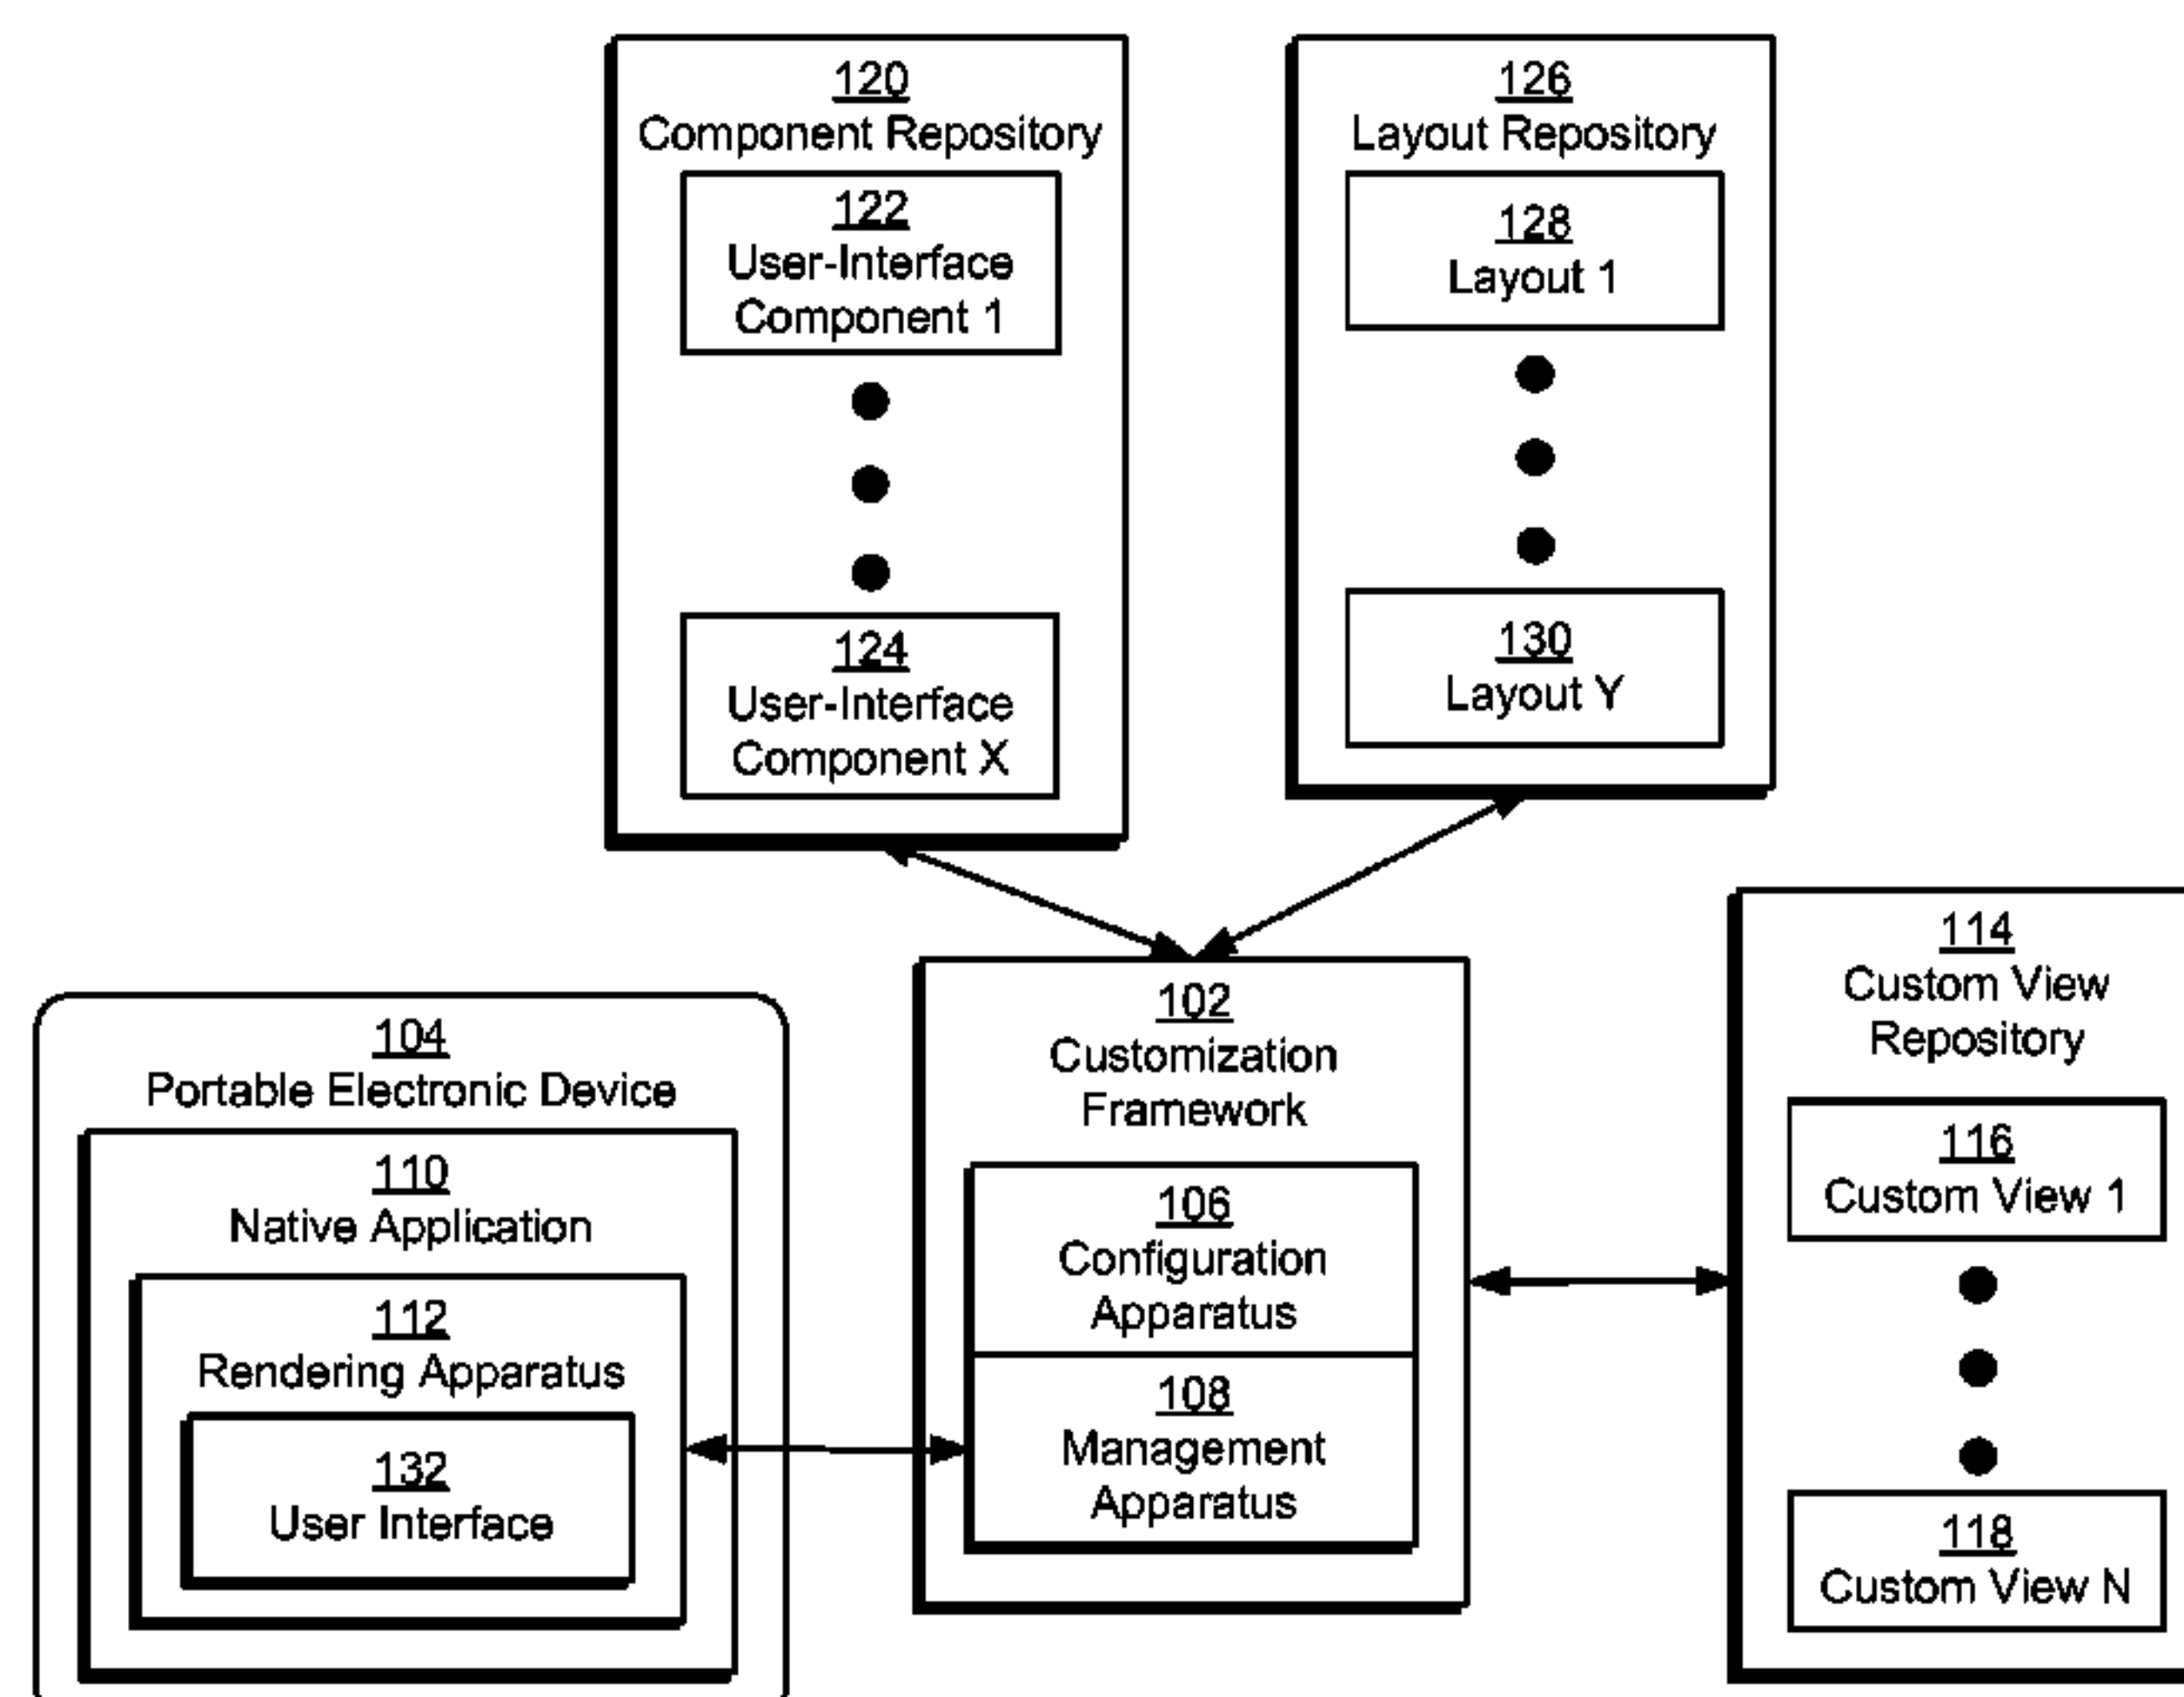 120
Component Repository
122
User-Interface
Component 1
124
User-Interface
Component X
126
Layout Repository
128
Layout 1
130
Layout Y
104
Portable Electronic Device
110
Native Application
112
Rendering Apparatus
132
User Interface
102
Customization
Framework
106
Configuration
Apparatus
108
Management
Apparatus
114
Custom View
Repository
116
Custom View 1
118
Custom View N